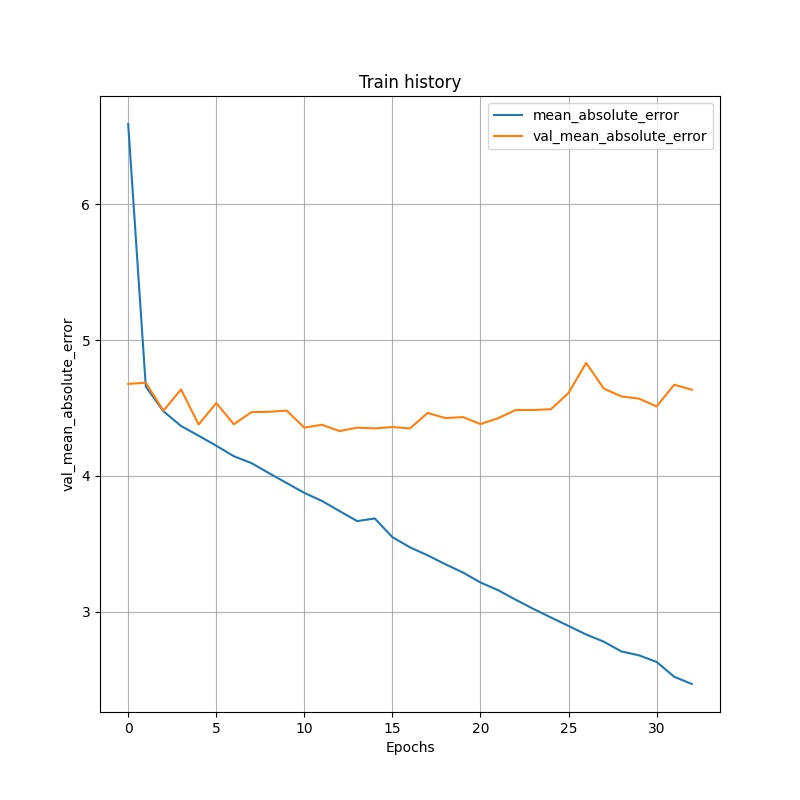 Train history
mean_absolute_error
val_mean_absolute_error
val_mean_absolute_error
6
5
4
3
0 5 10 15 20 25 30
Epochs